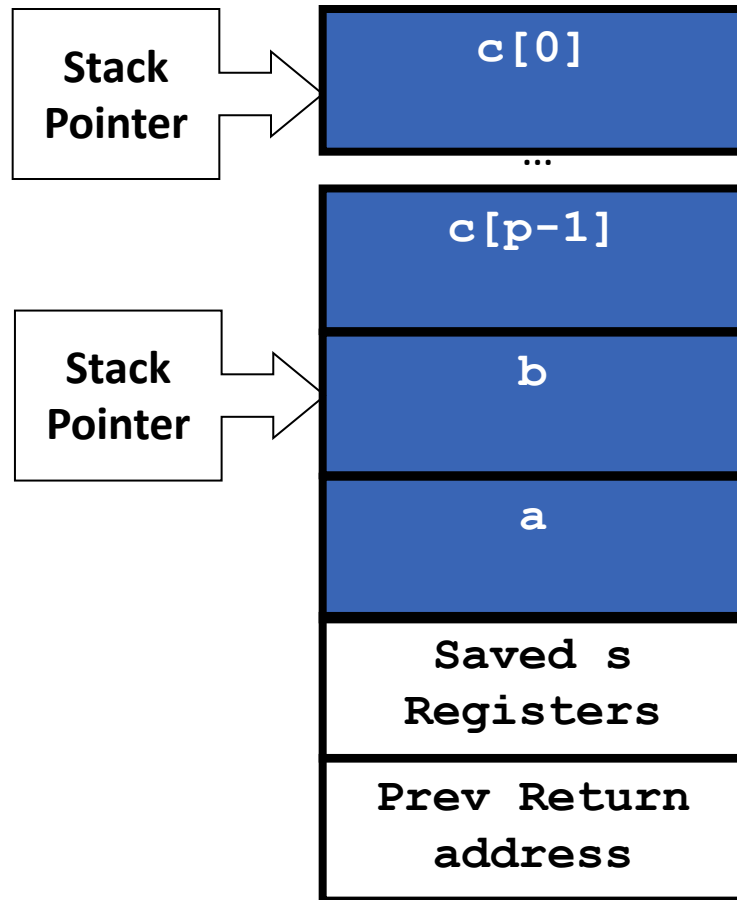 Stack
Pointer
c[0]
...
c[p-1]
Stack
Pointer
b
a
Saved s
Registers
Prev Return
address